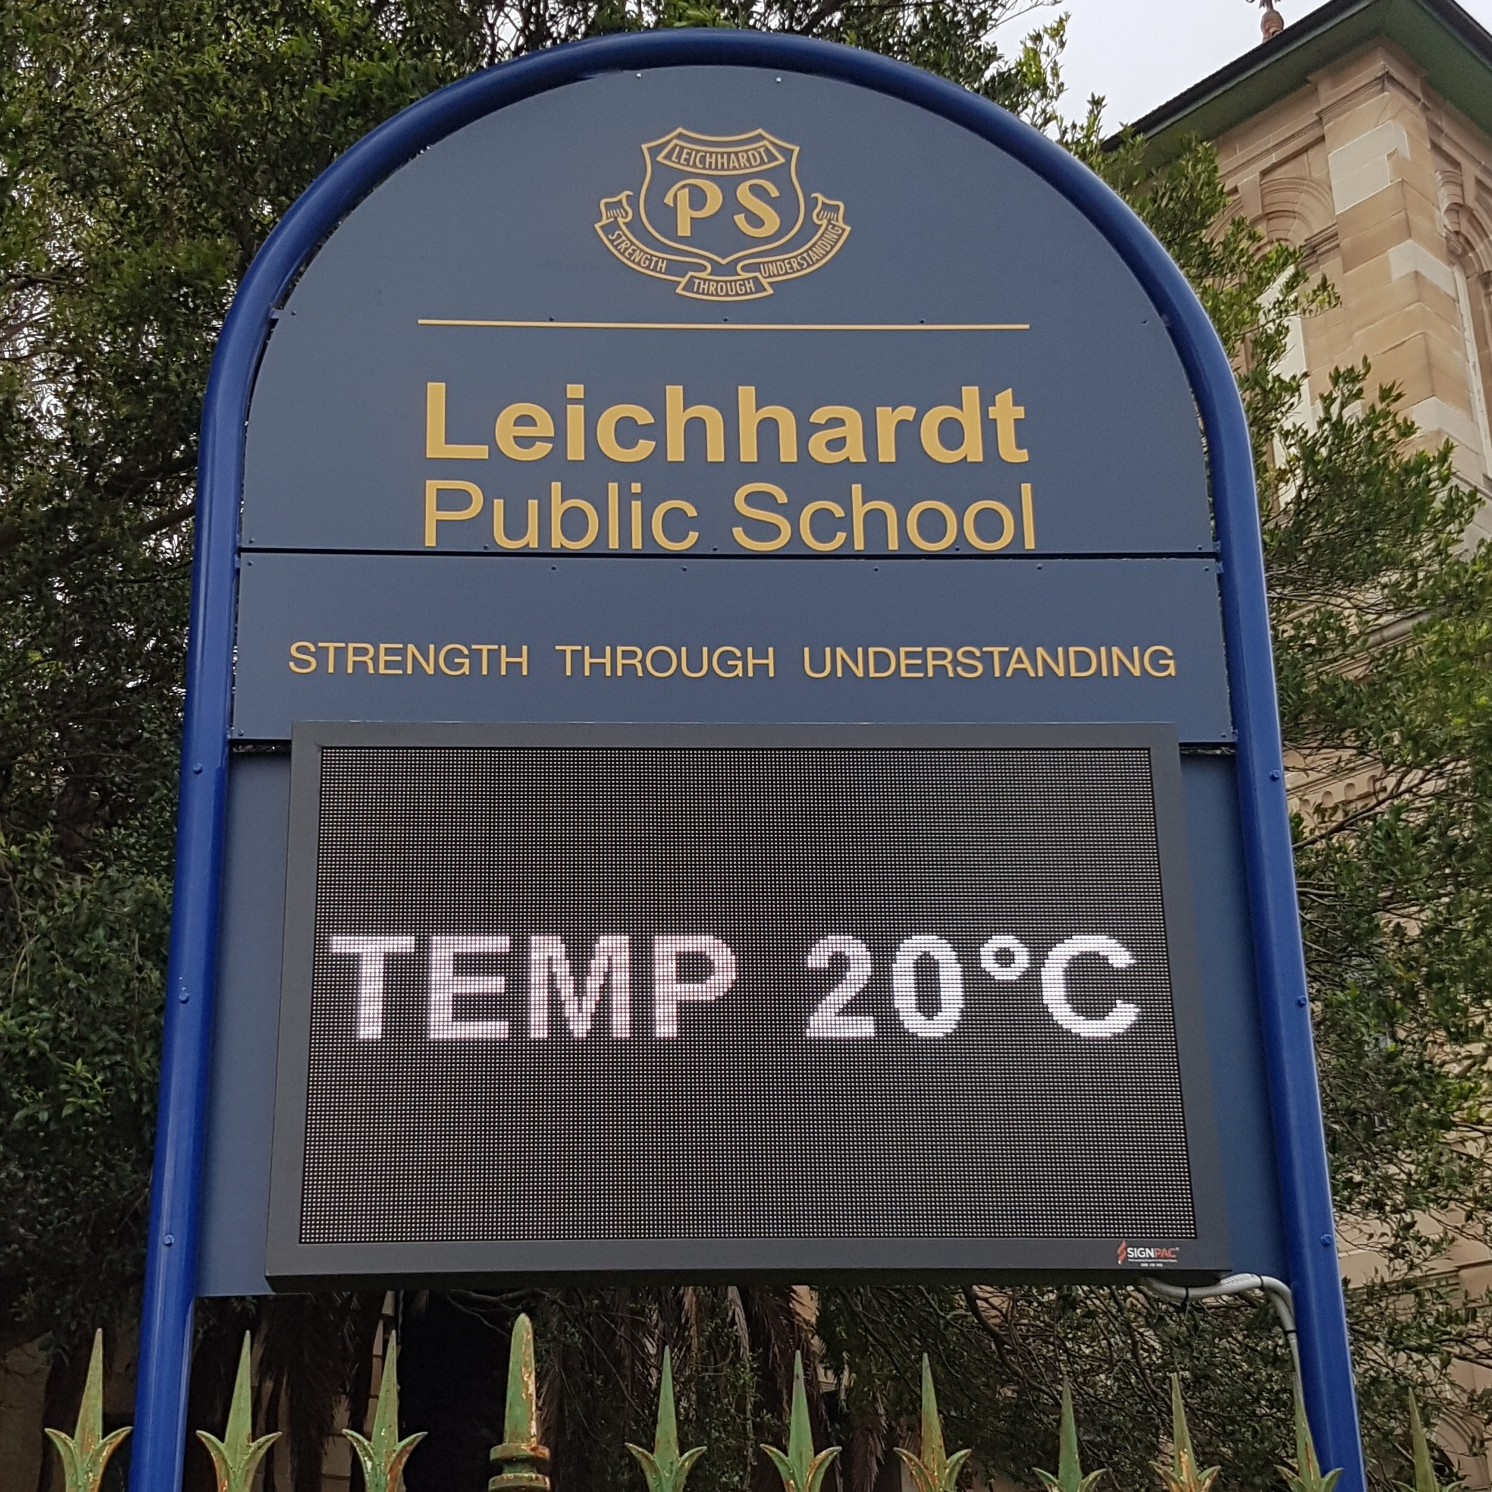 LEICHHARDT
PS
STRENGTH THROUGH UNDERSTANDING
Leichhardt
Public School
STRENGTH THROUGH UNDERSTANDING
TEMP 20°C
SIGNPAC